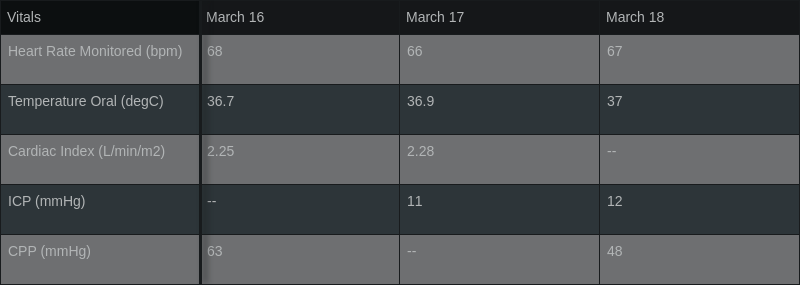 Vitals March 16 March 17 March 18
Heart Rate Monitored (bpm) 68 66 67
Temperature Oral (degC) 36.7 36.9 37
Cardiac Index (L/min/m2) 2.25 2.28 --
ICP (mmHg) -- 11 12
CPP (mmHg) 63 -- 48